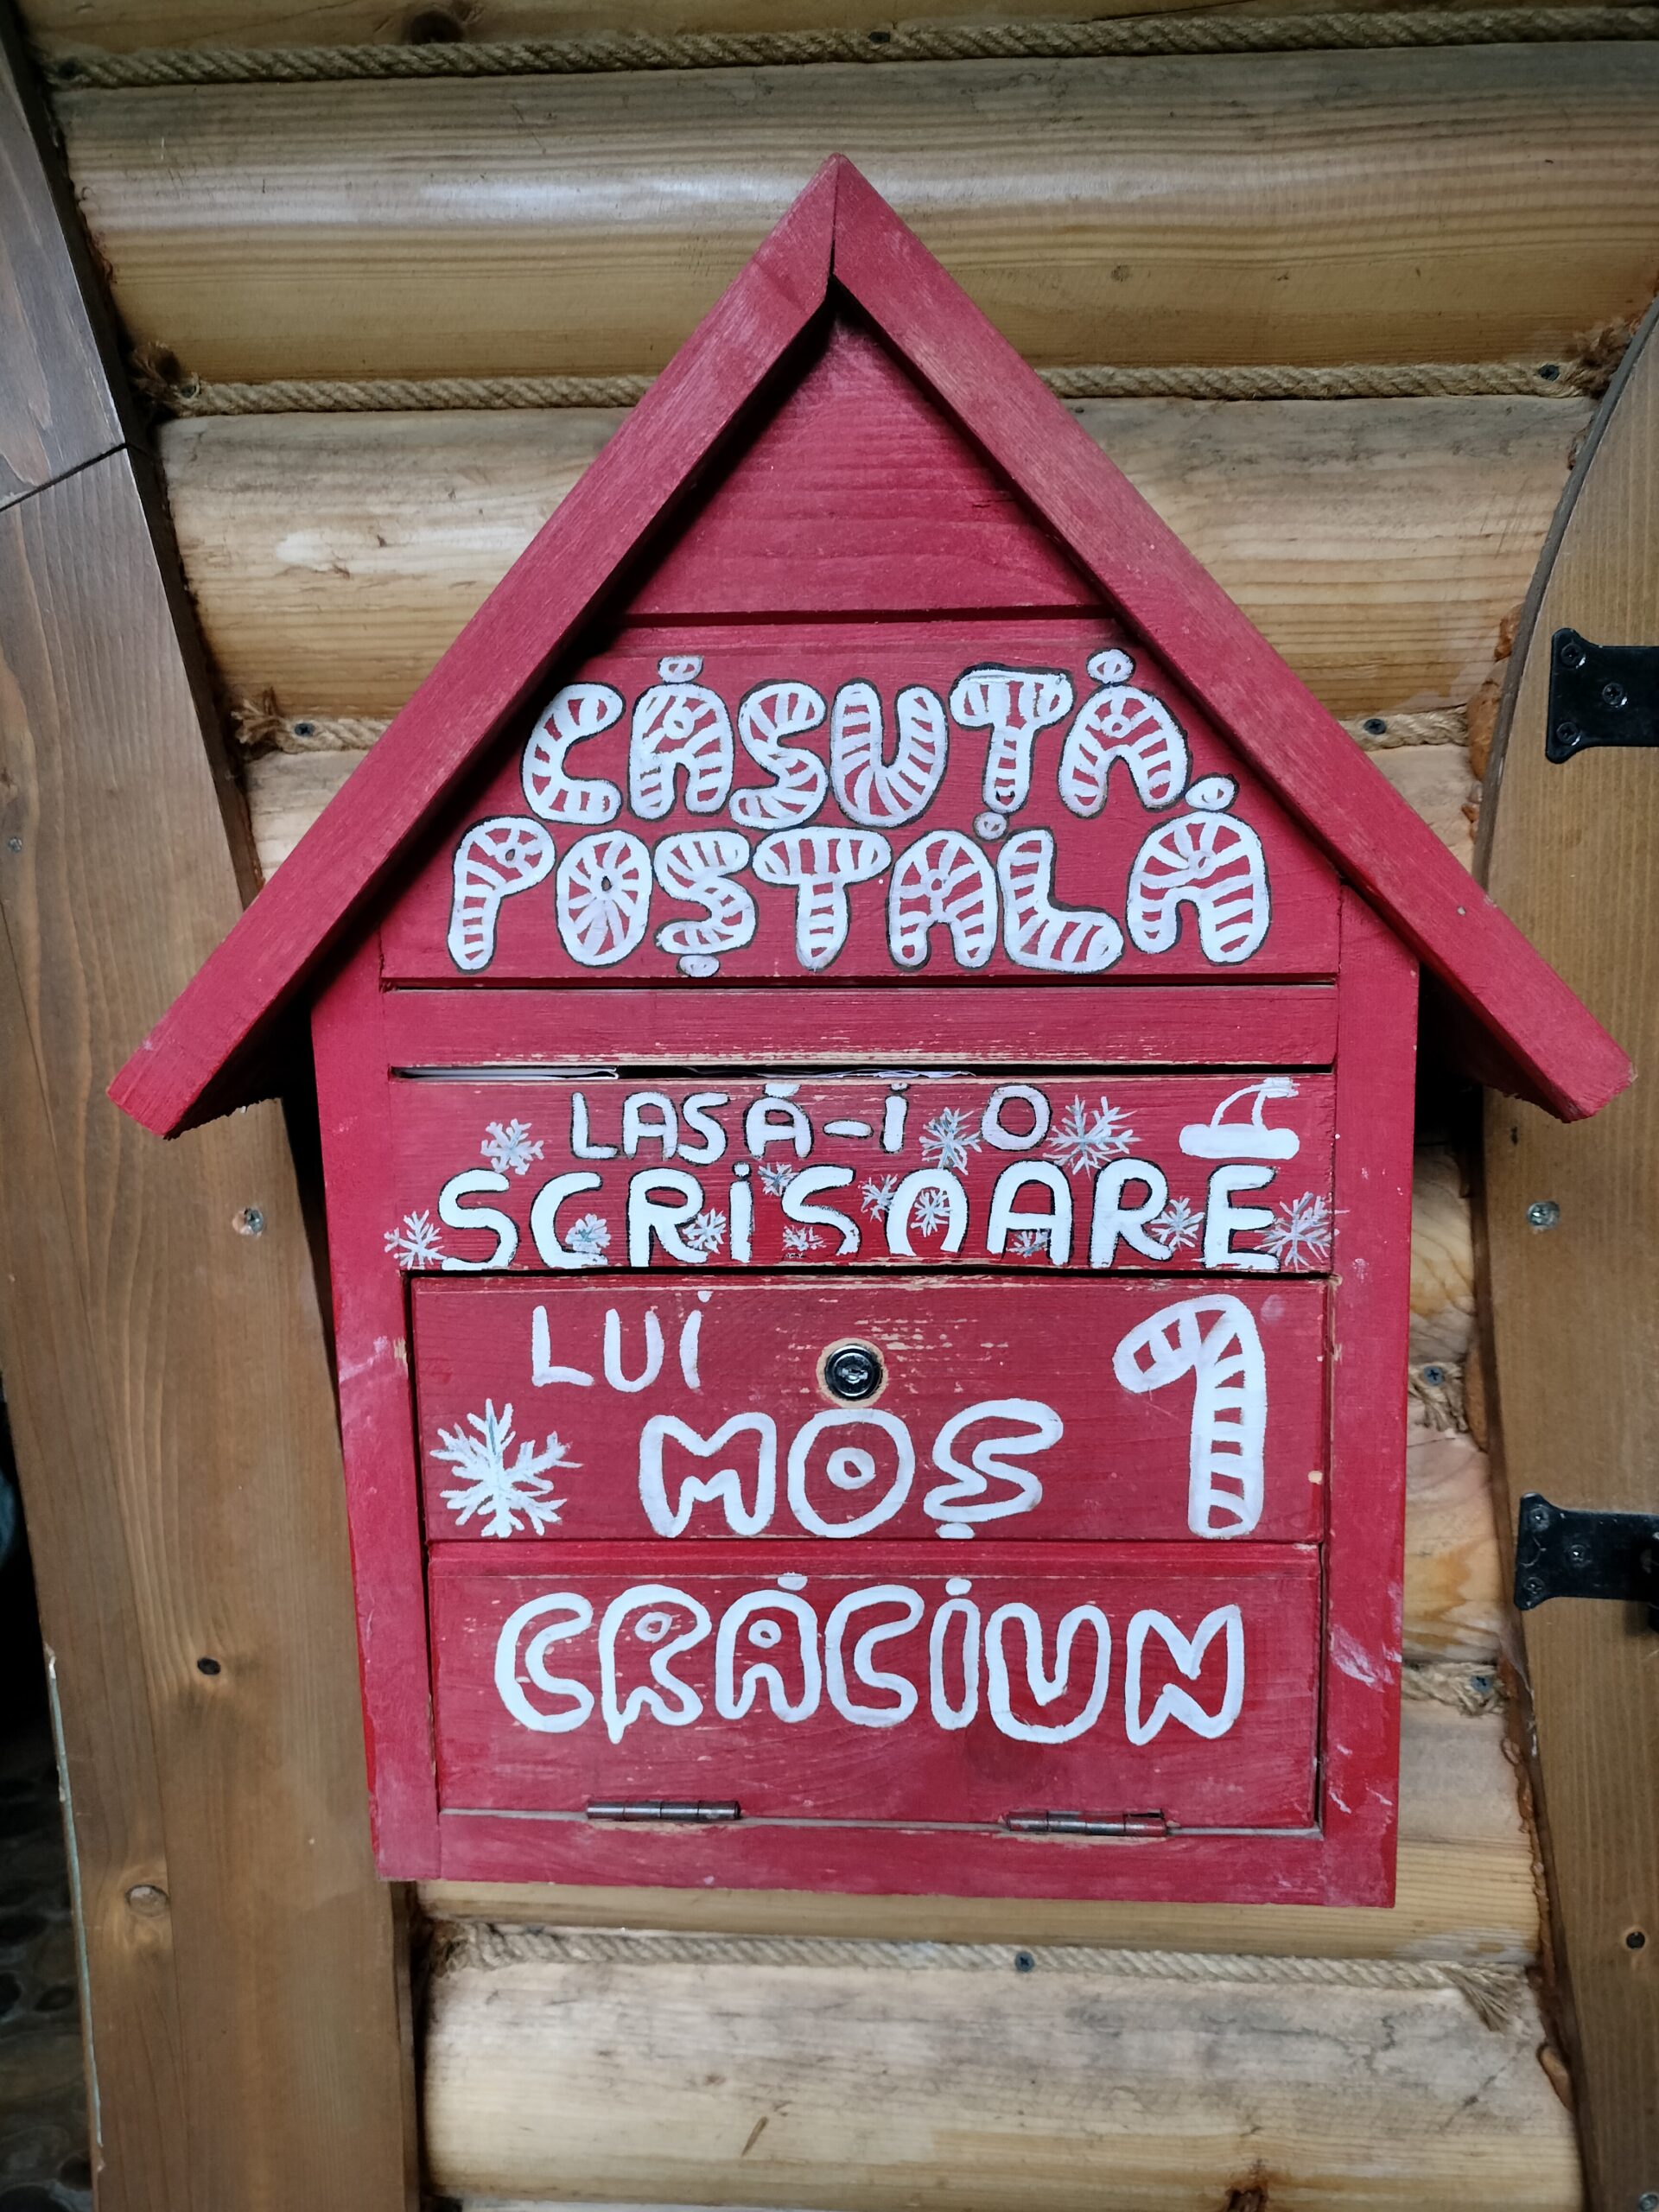 CĂSUȚĂ
POȘTALĂ
LASĂ-I O
SCRISOARE
LUI
MOȘ
CRĂCIUN